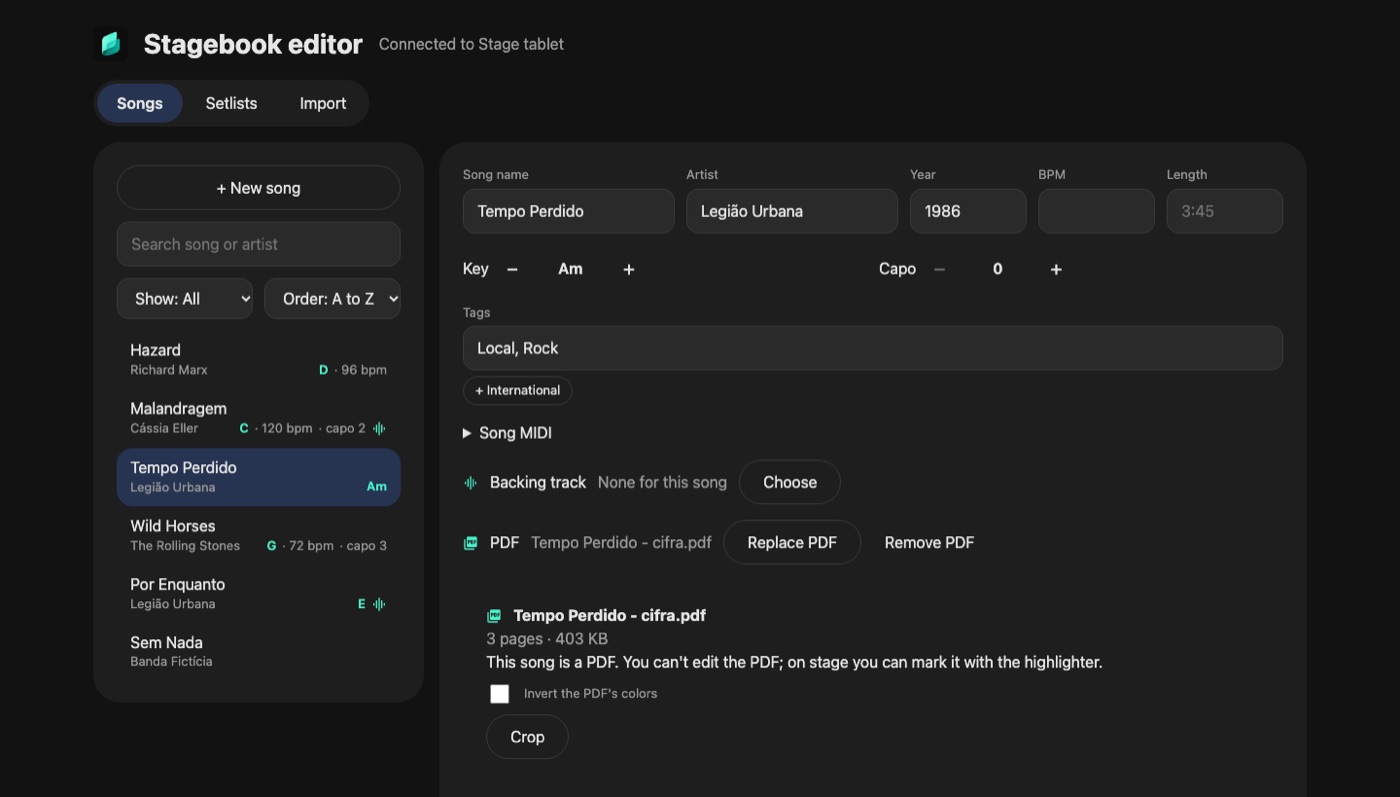 Stagebook editor Connected to Stage tablet
Songs Setlists Import
+ New song
Search song or artist
Show: All Order: A to Z
Hazard
Richard Marx D · 96 bpm
Malandragem
Cássia Eller C · 120 bpm · capo 2
Tempo Perdido
Legião Urbana Am
Wild Horses
The Rolling Stones G · 72 bpm · capo 3
Por Enquanto
Legião Urbana E
Sem Nada
Banda Fictícia
Song name Artist Year BPM Length
Tempo Perdido Legião Urbana 1986 3:45
Key − Am + Capo − 0 +
Tags
Local, Rock
+ International
Song MIDI
Backing track None for this song Choose
PDF Tempo Perdido - cifra.pdf Replace PDF Remove PDF
Tempo Perdido - cifra.pdf
3 pages · 403 KB
This song is a PDF. You can't edit the PDF; on stage you can mark it with the highlighter.
Invert the PDF's colors
Crop